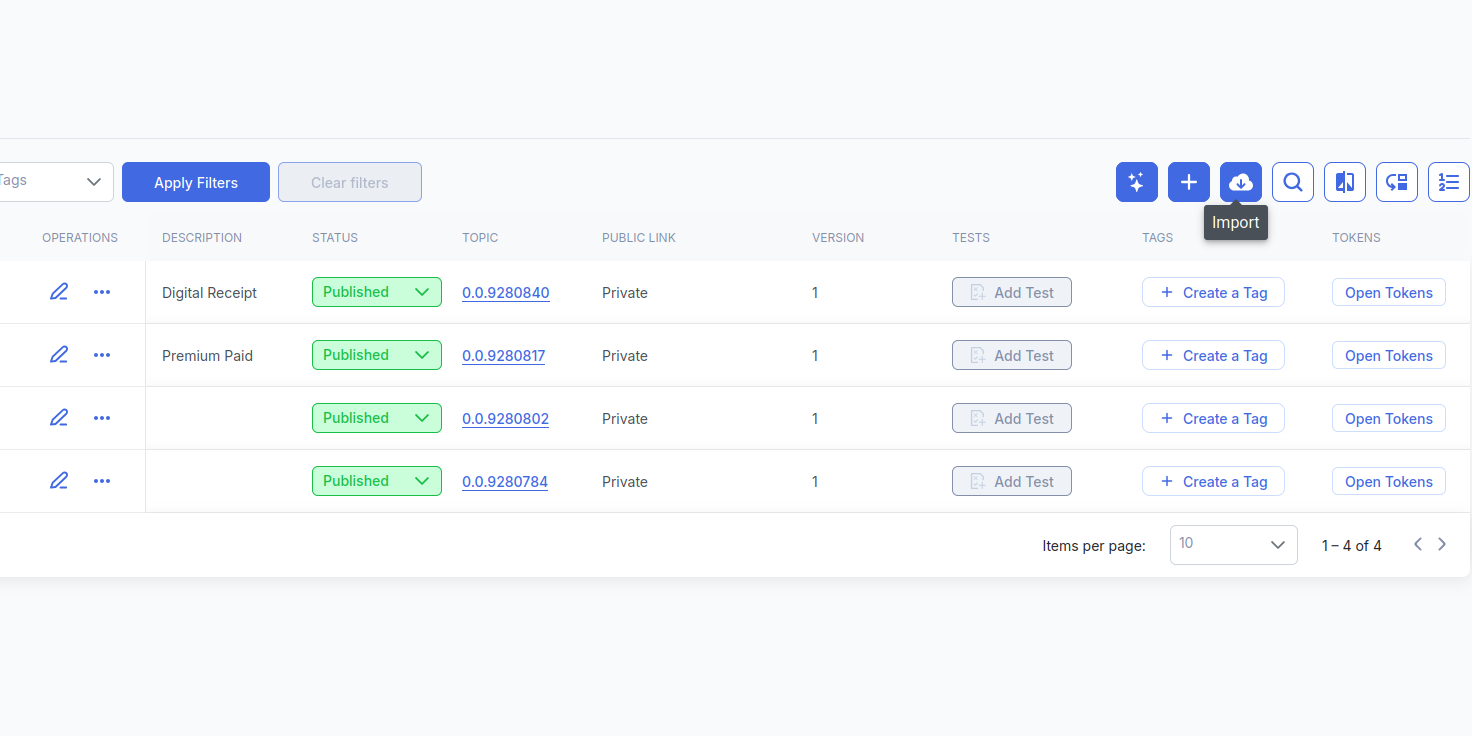 Tags Apply Filters Clear filters
Import
OPERATIONS DESCRIPTION STATUS TOPIC PUBLIC LINK VERSION TESTS TAGS TOKENS
Digital Receipt Published 0.0.9280840 Private 1 Add Test + Create a Tag Open Tokens
Premium Paid Published 0.0.9280817 Private 1 Add Test + Create a Tag Open Tokens
Published 0.0.9280802 Private 1 Add Test + Create a Tag Open Tokens
Published 0.0.9280784 Private 1 Add Test + Create a Tag Open Tokens
Items per page: 10 1 – 4 of 4